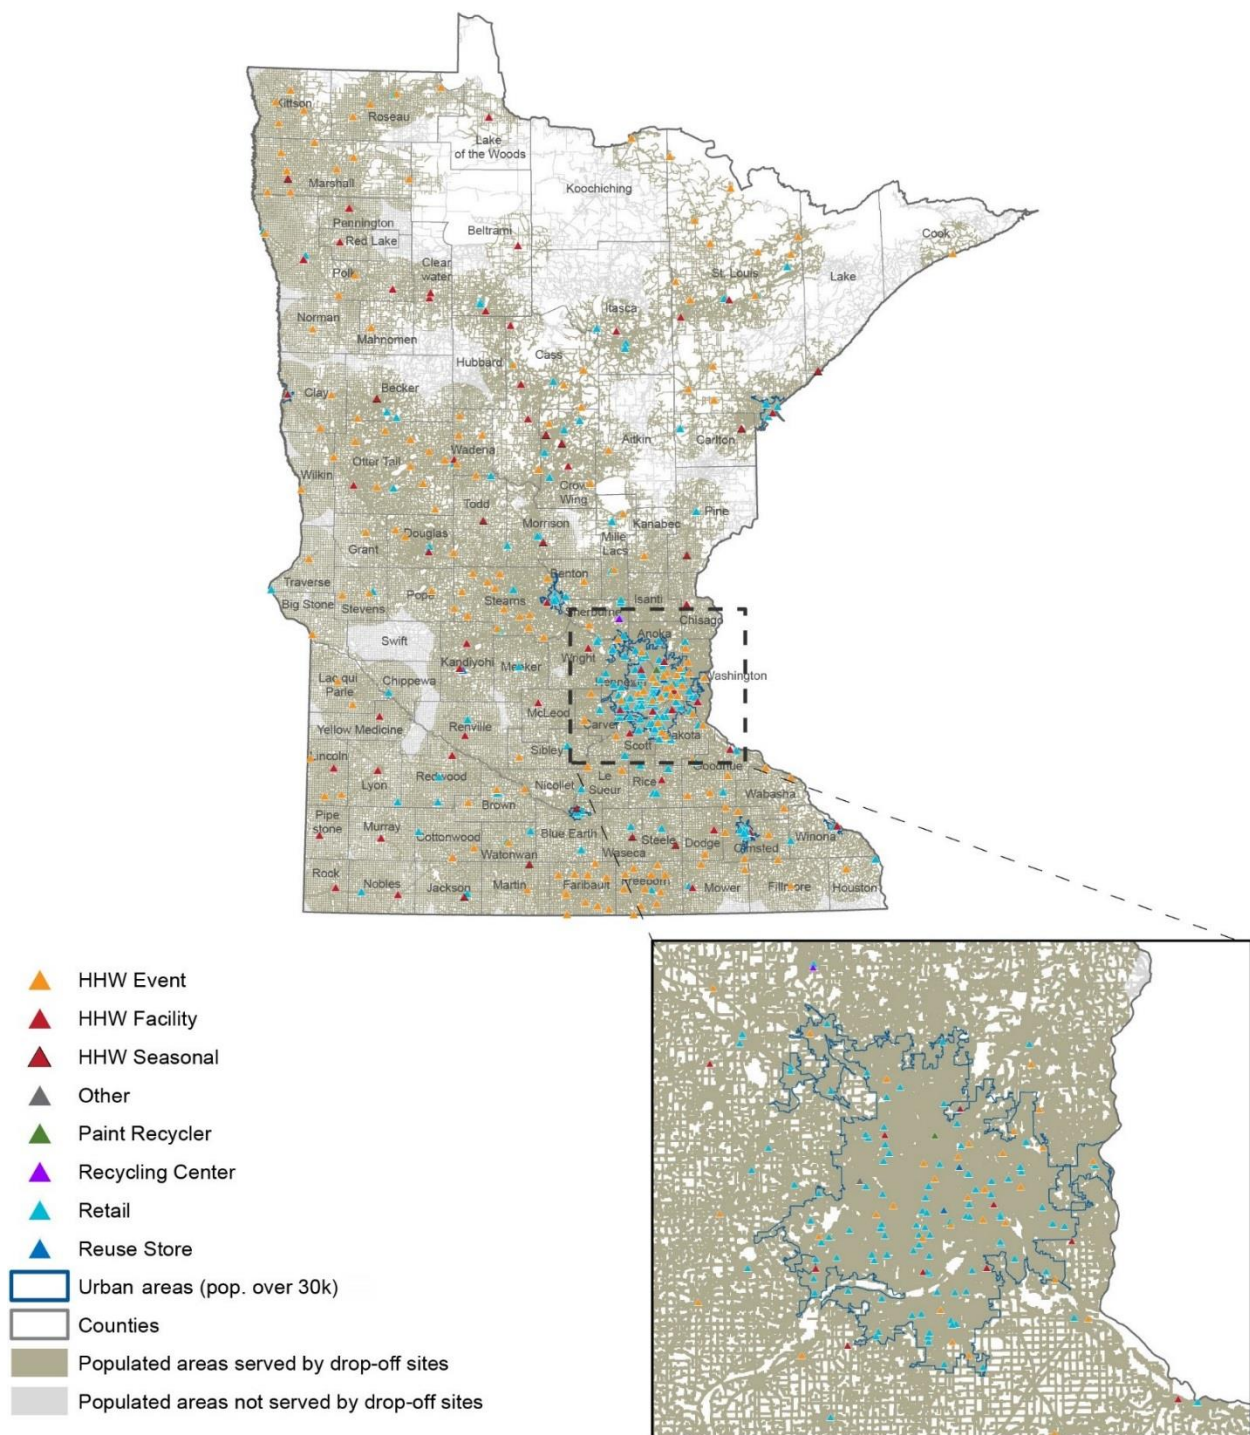 Kittson
Roseau
Lake
of the Woods
Koochiching
Marshall
Pennington
Beltrami
Cook
Red Lake
Clear
water
Polk
St. Louis
Lake
Itasca
Norman
Mahnomen
Hubbard
Cass
Clay
Becker
Aitkin
Carlton
Wadena
Otter Tail
Wilkin
Crow
Wing
Todd
Pine
Morrison
Kanabec
Douglas
Mille
Lacs
Grant
Benton
Traverse
Big Stone
Stevens
Pope
Stearns
Isanti
Sherburne
Chisago
Anoka
Swift
Wright
Kandiyohi
Meeker
Washington
Lac qui
Parle
Chippewa
McLeod
Carver
Yellow Medicine
Renville
Dakota
Scott
Sibley
Lincoln
Goodhue
Lyon
Redwood
Nicollet
Le
Sueur
Rice
Wabasha
Brown
Pipe
stone
Murray
Cottonwood
Blue Earth
Waseca
Steele
Dodge
Olmsted
Winona
Watonwan
Rock
Nobles
Jackson
Martin
Faribault
Freeborn
Mower
Fillmore
Houston
HHW Event
HHW Facility
HHW Seasonal
Other
Paint Recycler
Recycling Center
Retail
Reuse Store
Urban areas (pop. over 30k)
Counties
Populated areas served by drop-off sites
Populated areas not served by drop-off sites